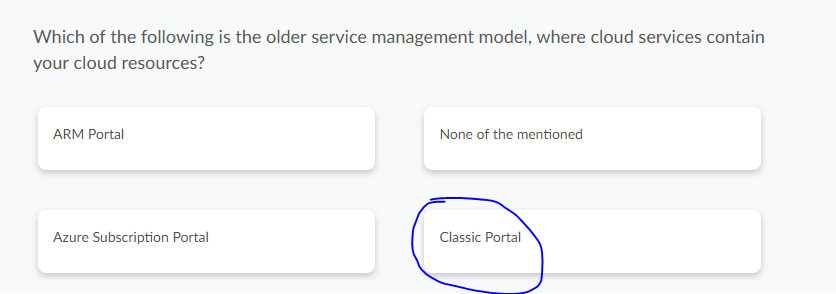 Which of the following is the older service management model, where cloud services contain
your cloud resources?
ARM Portal
None of the mentioned
Azure Subscription Portal
Classic Portal